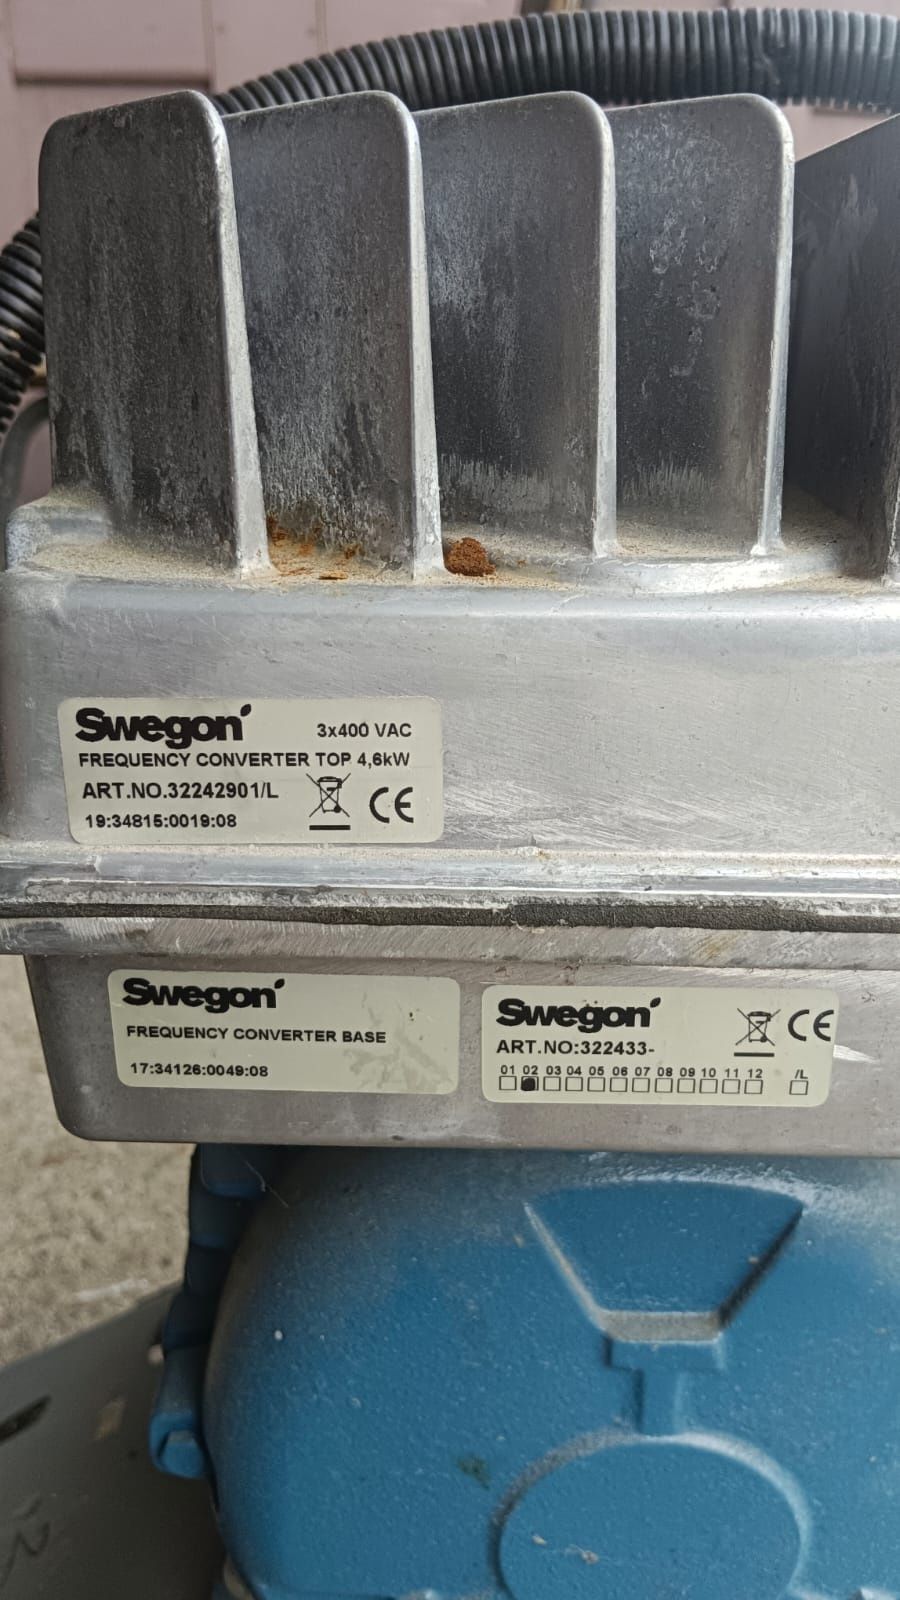 Swegon
3x400 VAC
FREQUENCY CONVERTER TOP 4,6kW
ART.NO.32242901/L
CE
19:34815:0019:08
Swegon
FREQUENCY CONVERTER BASE
17:34126:0049:08
Swegon
CE
ART.NO:322433-
01 02 03 04 05 06 07 08 09 10 11 12 /L